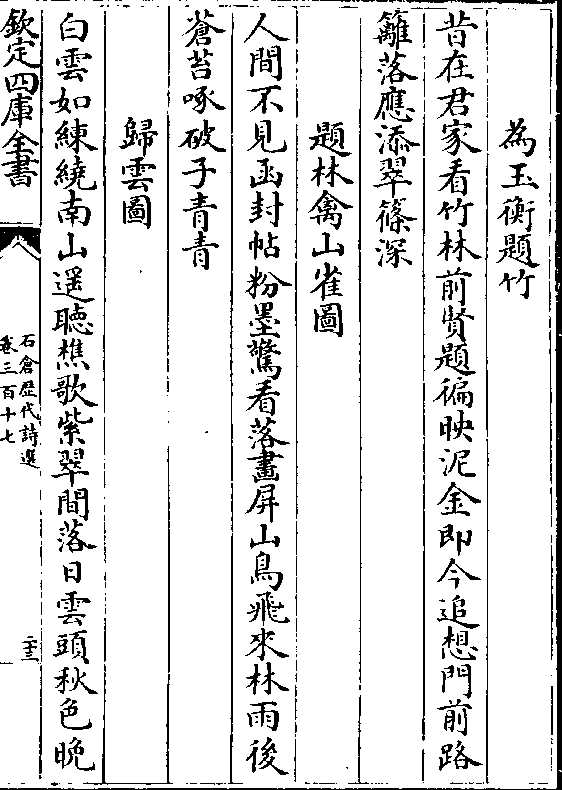 為玉衡題竹
昔在君家看竹林前賢題徧映泥金即今追想門前路
籬落應添翠篠深
題林禽山雀圖
人間不見函封帖粉墨驚看落畫屏山鳥飛來林雨後
蒼苔啄破子青青
歸雲圖
白雲如練繞南山遥聽樵歌紫翠間落日雲頭秋色晩
欽定四庫全書
石倉歴代詩選
卷三百十七
二十三